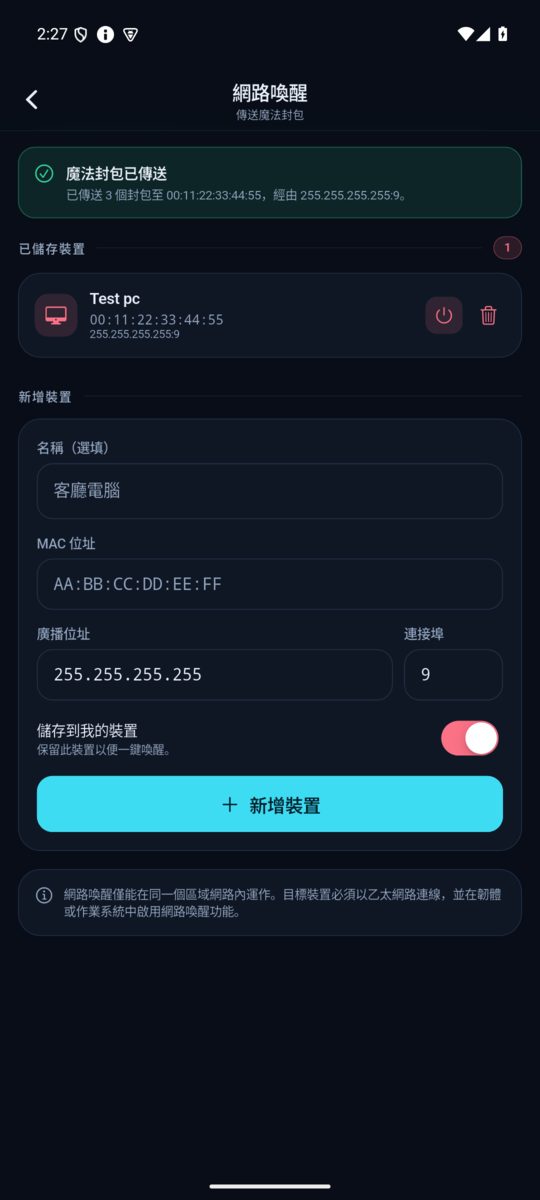 2:27
網路喚醒
傳送魔法封包
魔法封包已傳送
已傳送 3 個封包至 00:11:22:33:44:55，經由 255.255.255.255:9。
已儲存裝置
1
Test pc
00:11:22:33:44:55
255.255.255.255:9
新增裝置
名稱（選填）
客廳電腦
MAC 位址
AA:BB:CC:DD:EE:FF
廣播位址
連接埠
255.255.255.255
9
儲存到我的裝置
保留此裝置以便一鍵喚醒。
+ 新增裝置
網路喚醒僅能在同一個區域網路內運作。目標裝置必須以乙太網路連線，並在韌體
或作業系統中啟用網路喚醒功能。